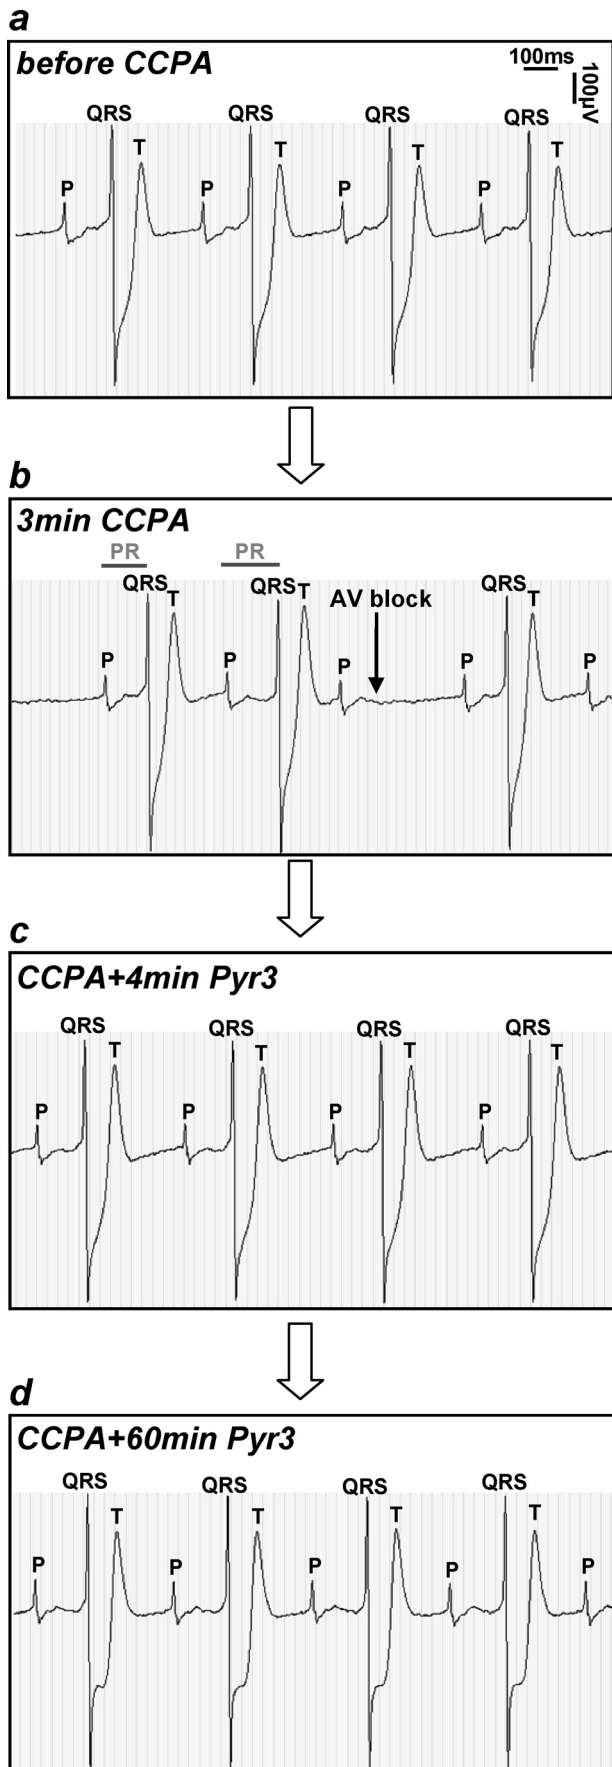 a
before CCPA
100ms
100µV
QRS QRS QRS QRS
T T T T
P P P P
b
3min CCPA
PR PR
QRS T QRS T AV block QRS T
P P P P P
c
CCPA+4min Pyr3
QRS QRS QRS QRS
T T T T
P P P P
d
CCPA+60min Pyr3
QRS QRS QRS QRS
T T T T
P P P P P